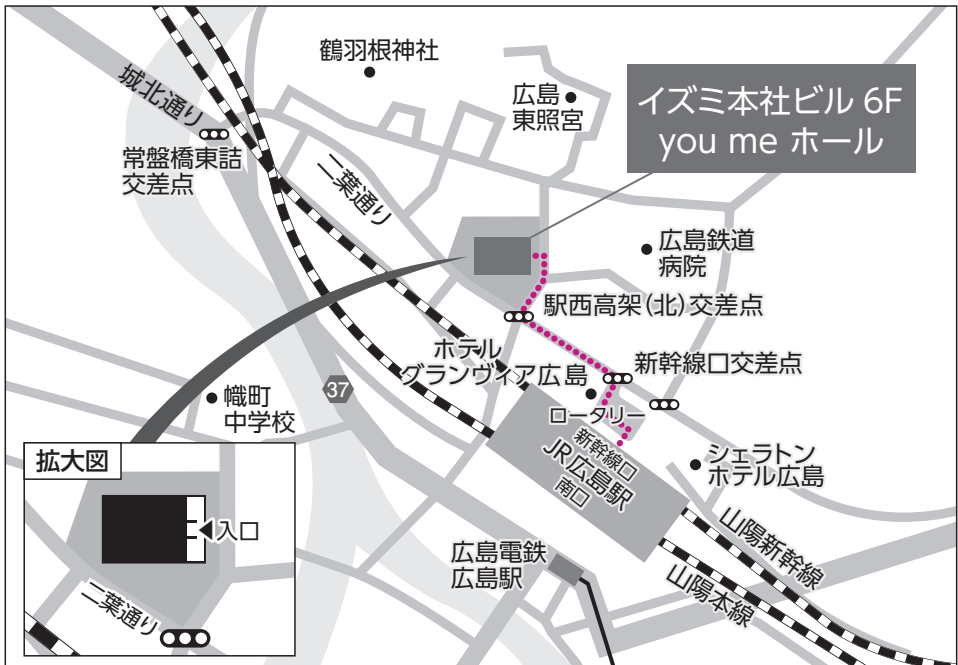 鶴羽根神社
広島
東照宮
イズミ本社ビル 6F
you me ホール
城北通り
常盤橋東詰
交差点
二葉通り
広島鉄道
病院
駅西高架(北)交差点
ホテル
グランヴィア広島
新幹線口交差点
37
幟町
中学校
ロータリー
新幹線口
JR広島駅
南口
シェラトン
ホテル広島
拡大図
入口
二葉通り
広島電鉄
広島駅
山陽新幹線
山陽本線